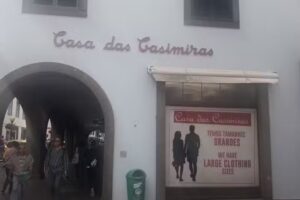 Casa das Casimiras
Casa das Casimiras
TEMOS TAMANHOS
GRANDES
WE HAVE
LARGE CLOTHING
SIZES